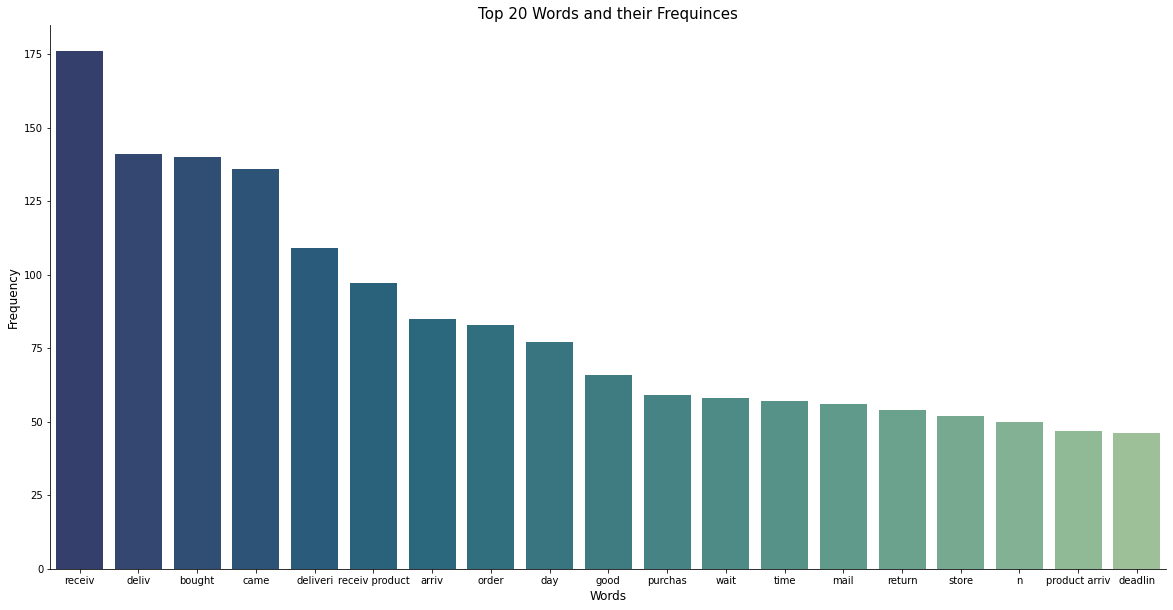 Top 20 Words and their Frequinces
Frequency
175
150
125
100
75
50
25
0
receiv deliv bought came deliveri receiv product arriv order day good purchas wait time mail return store n product arriv deadlin
Words